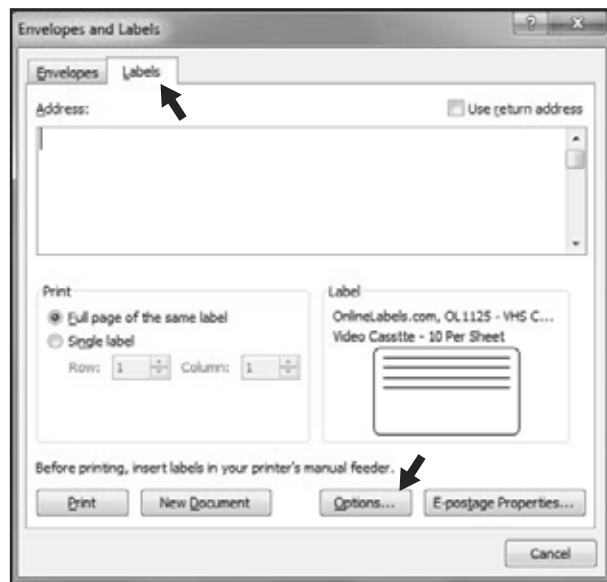 Envelopes and Labels
Envelopes Labels
Address: Use return address
Print
Full page of the same label
Single label
Row: 1 Column: 1
Label
OnlineLabels.com, OL1125 - VHS C...
Video Casstte - 10 Per Sheet
Before printing, insert labels in your printer's manual feeder.
Print New Document Options... E-postage Properties...
Cancel